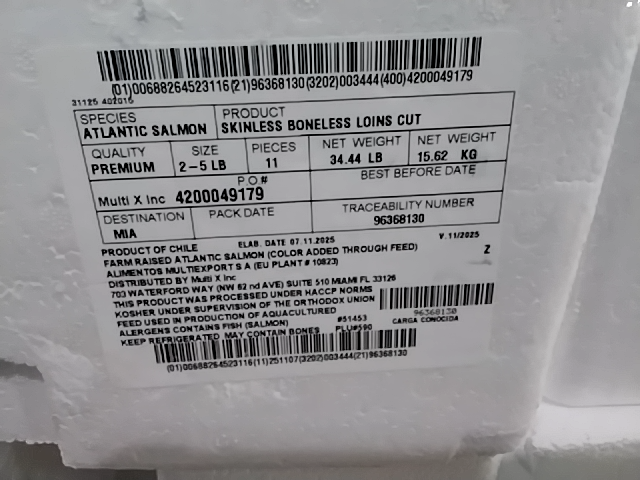 (01)00688264523116(21)96368130(3202)003444(400)4200049179
31125 402015
SPECIES
ATLANTIC SALMON
PRODUCT
SKINLESS BONELESS LOINS CUT
QUALITY
PREMIUM
SIZE
2-5 LB
PIECES
11
NET WEIGHT
34.44 LB
NET WEIGHT
15.62 KG
P.O.#
Multi X Inc 4200049179
BEST BEFORE DATE
DESTINATION
MIA
PACK DATE
TRACEABILITY NUMBER
96368130
PRODUCT OF CHILE ELAB. DATE 07.11.2025 V.11/2025
FARM RAISED ATLANTIC SALMON (COLOR ADDED THROUGH FEED) Z
ALIMENTOS MULTIEXPORT S A (EU PLANT # 10823)
DISTRIBUTED BY Multi X Inc
703 WATERFORD WAY (NW 62 nd AVE) SUITE 510 MIAMI FL 33126
THIS PRODUCT WAS PROCESSED UNDER HACCP NORMS
KOSHER UNDER SUPERVISION OF THE ORTHODOX UNION
FEED USED IN PRODUCTION OF AQUACULTURED
ALERGENS CONTAINS FISH (SALMON) #51453
KEEP REFRIGERATED MAY CONTAIN BONES PLU#590
96368130
CARGA CONOCIDA
(01)00688264523116(11)251107(3202)003444(21)96368130